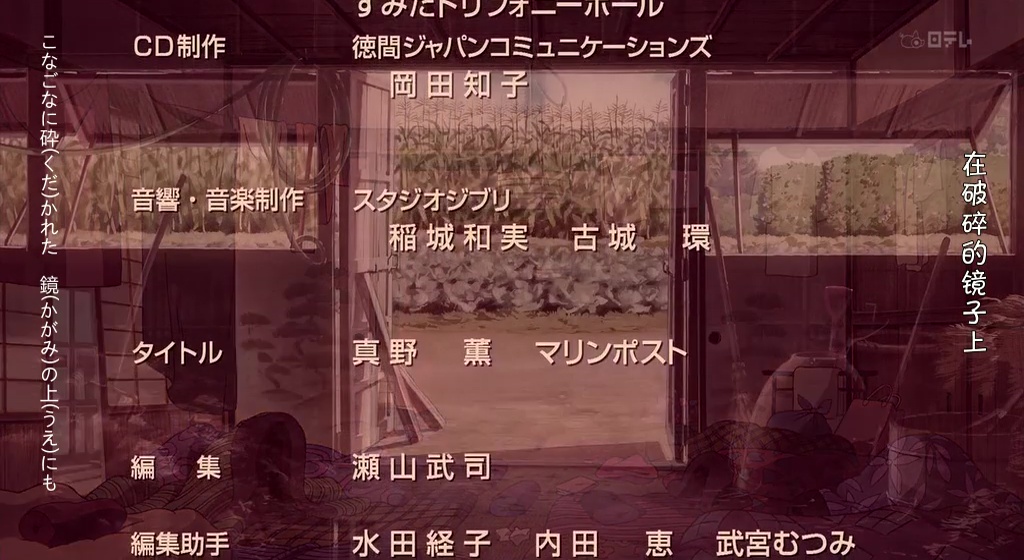 すみだトリフォニーホール
CD制作 徳間ジャパンコミュニケーションズ
岡田知子
音響・音楽制作 スタジオジブリ
稲城和実 古城 環
タイトル 真野 薫 マリンポスト
編 集 瀬山武司
編集助手 水田経子 内田 恵 武宮むつみ
日テレ
在破碎的镜子上
こなごなに砕(くだ)かれた 鏡(かがみ)の上(うえ)にも